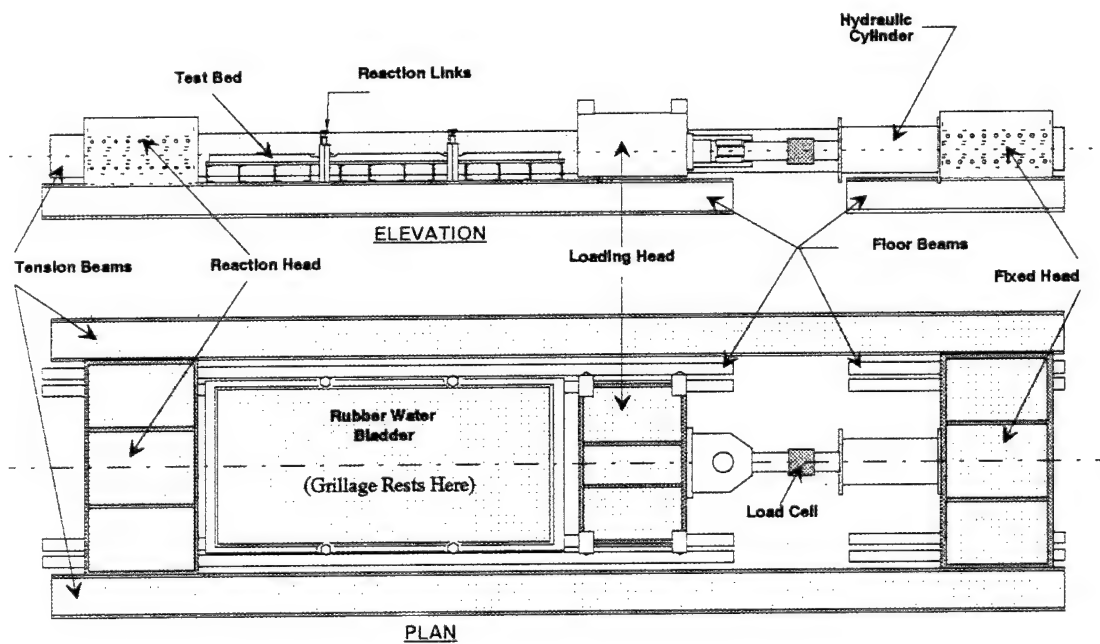 Hydraulic
Cylinder
Reaction Links
Test Bed
ELEVATION
Tension Beams
Reaction Head
Loading Head
Floor Beams
Fixed Head
Rubber Water
Bladder
(Grillage Rests Here)
Load Cell
PLAN